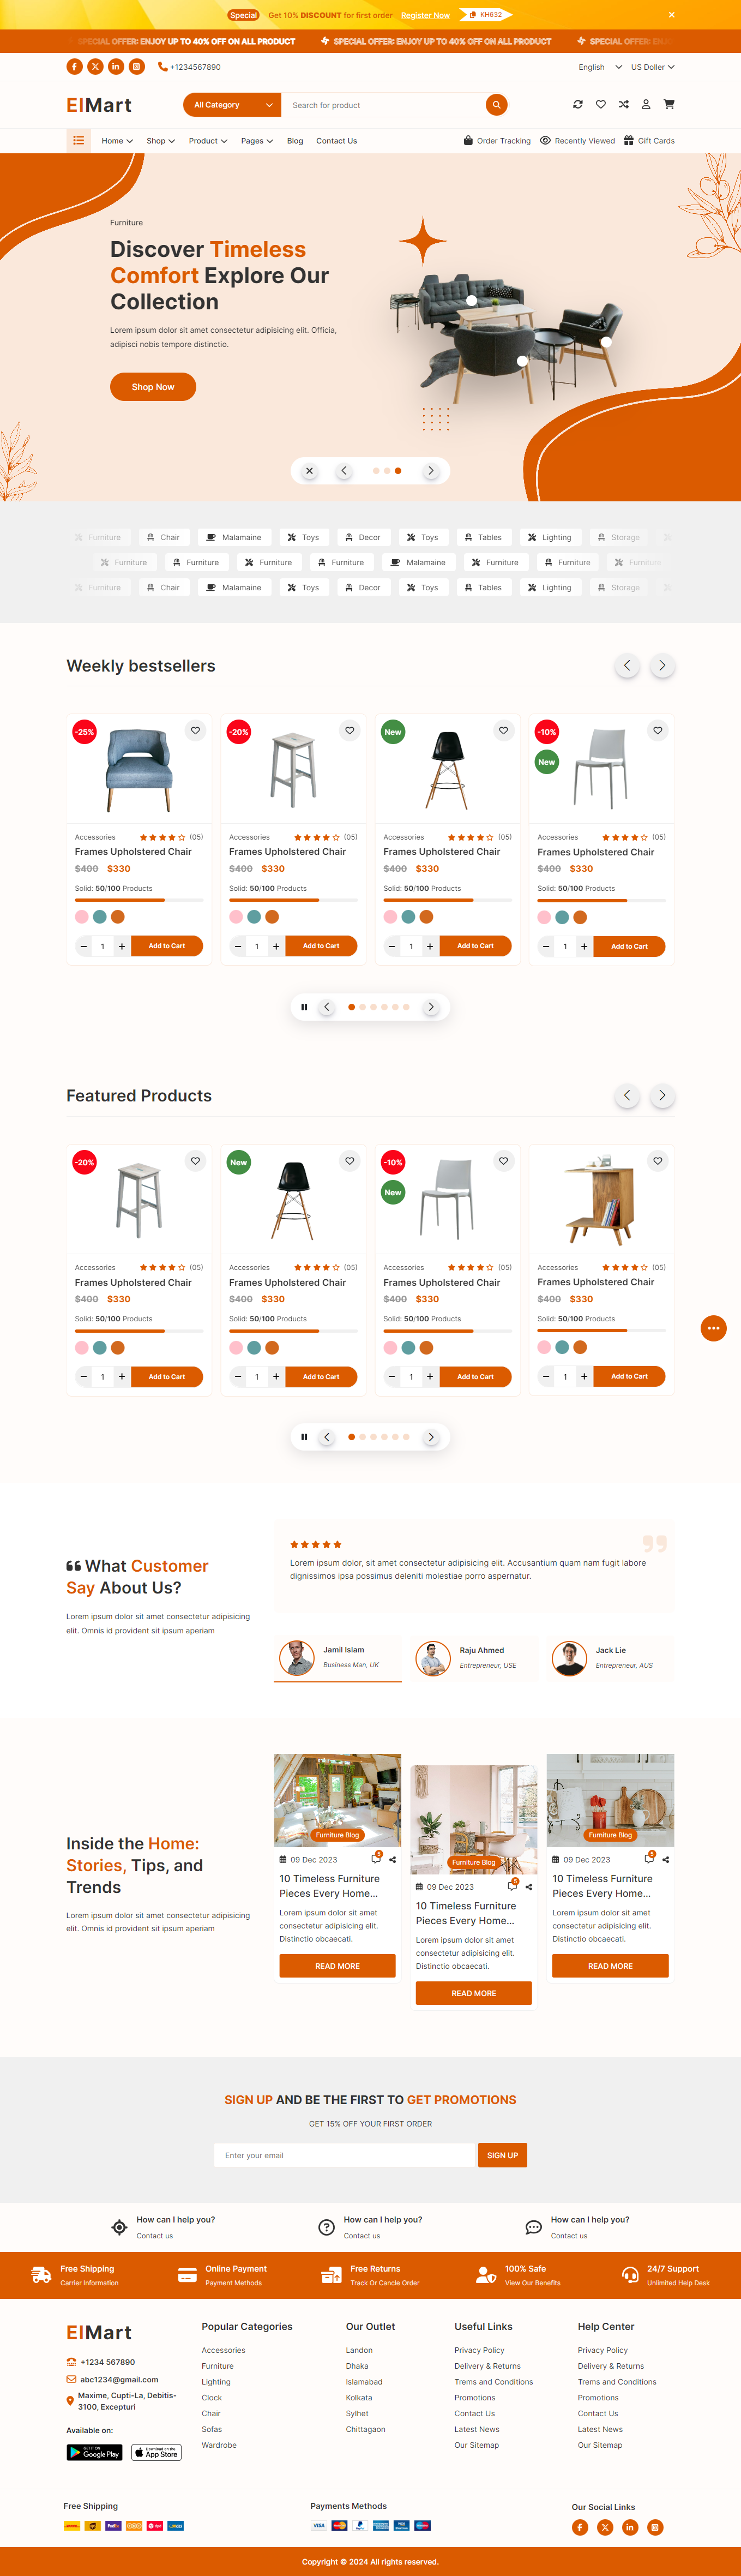 Special Get 10% DISCOUNT for first order Register Now KH632
SPECIAL OFFER: ENJOY UP TO 40% OFF ON ALL PRODUCT SPECIAL OFFER: ENJOY UP TO 40% OFF ON ALL PRODUCT SPECIAL OFFER: ENJOY
+1234567890 English US Doller
ElMart All Category Search for product
Home Shop Product Pages Blog Contact Us Order Tracking Recently Viewed Gift Cards
Furniture
Discover Timeless
Comfort Explore Our
Collection
Lorem ipsum dolor sit amet consectetur adipisicing elit. Officia,
adipisci nobis tempore distinctio.
Shop Now
Furniture Chair Malamaine Toys Decor Toys Tables Lighting Storage
Furniture Furniture Furniture Furniture Malamaine Furniture Furniture Furniture
Furniture Chair Malamaine Toys Decor Toys Tables Lighting Storage
Weekly bestsellers
-25% -20% New -10%
New
Accessories (05) Accessories (05) Accessories (05) Accessories (05)
Frames Upholstered Chair Frames Upholstered Chair Frames Upholstered Chair Frames Upholstered Chair
$400 $330 $400 $330 $400 $330 $400 $330
Solid: 50/100 Products Solid: 50/100 Products Solid: 50/100 Products Solid: 50/100 Products
− 1 + Add to Cart − 1 + Add to Cart − 1 + Add to Cart − 1 + Add to Cart
Featured Products
-20% New -10%
New
Accessories (05) Accessories (05) Accessories (05) Accessories (05)
Frames Upholstered Chair Frames Upholstered Chair Frames Upholstered Chair Frames Upholstered Chair
$400 $330 $400 $330 $400 $330 $400 $330
Solid: 50/100 Products Solid: 50/100 Products Solid: 50/100 Products Solid: 50/100 Products
− 1 + Add to Cart − 1 + Add to Cart − 1 + Add to Cart − 1 + Add to Cart
What Customer
Say About Us?
Lorem ipsum dolor sit amet consectetur adipisicing
elit. Omnis id provident sit ipsum aperiam
Lorem ipsum dolor, sit amet consectetur adipisicing elit. Accusantium quam nam fugit labore
dignissimos ipsa possimus deleniti molestiae porro aspernatur.
Jamil Islam
Business Man, UK
Raju Ahmed
Entrepreneur, USE
Jack Lie
Entrepreneur, AUS
Inside the Home:
Stories, Tips, and
Trends
Lorem ipsum dolor sit amet consectetur adipisicing
elit. Omnis id provident sit ipsum aperiam
Furniture Blog
09 Dec 2023
10 Timeless Furniture
Pieces Every Home...
Lorem ipsum dolor sit amet
consectetur adipisicing elit.
Distinctio obcaecati.
READ MORE
Furniture Blog
09 Dec 2023
10 Timeless Furniture
Pieces Every Home...
Lorem ipsum dolor sit amet
consectetur adipisicing elit.
Distinctio obcaecati.
READ MORE
Furniture Blog
09 Dec 2023
10 Timeless Furniture
Pieces Every Home...
Lorem ipsum dolor sit amet
consectetur adipisicing elit.
Distinctio obcaecati.
READ MORE
SIGN UP AND BE THE FIRST TO GET PROMOTIONS
GET 15% OFF YOUR FIRST ORDER
Enter your email SIGN UP
How can I help you? How can I help you? How can I help you?
Contact us Contact us Contact us
Free Shipping Online Payment Free Returns 100% Safe 24/7 Support
Carrier Information Payment Methods Track Or Cancle Order View Our Benefits Unlimited Help Desk
ElMart
+1234 567890
abc1234@gmail.com
Maxime, Cupti-La, Debitis-
3100, Excepturi
Available on:
GET IT ON Google Play Download on the App Store
Popular Categories
Accessories
Furniture
Lighting
Clock
Chair
Sofas
Wardrobe
Our Outlet
Landon
Dhaka
Islamabad
Kolkata
Sylhet
Chittagaon
Useful Links
Privacy Policy
Delivery & Returns
Trems and Conditions
Promotions
Contact Us
Latest News
Our Sitemap
Help Center
Privacy Policy
Delivery & Returns
Trems and Conditions
Promotions
Contact Us
Latest News
Our Sitemap
Free Shipping Payments Methods Our Social Links
FedEx VISA PayPal
Copyright © 2024 All rights reserved.